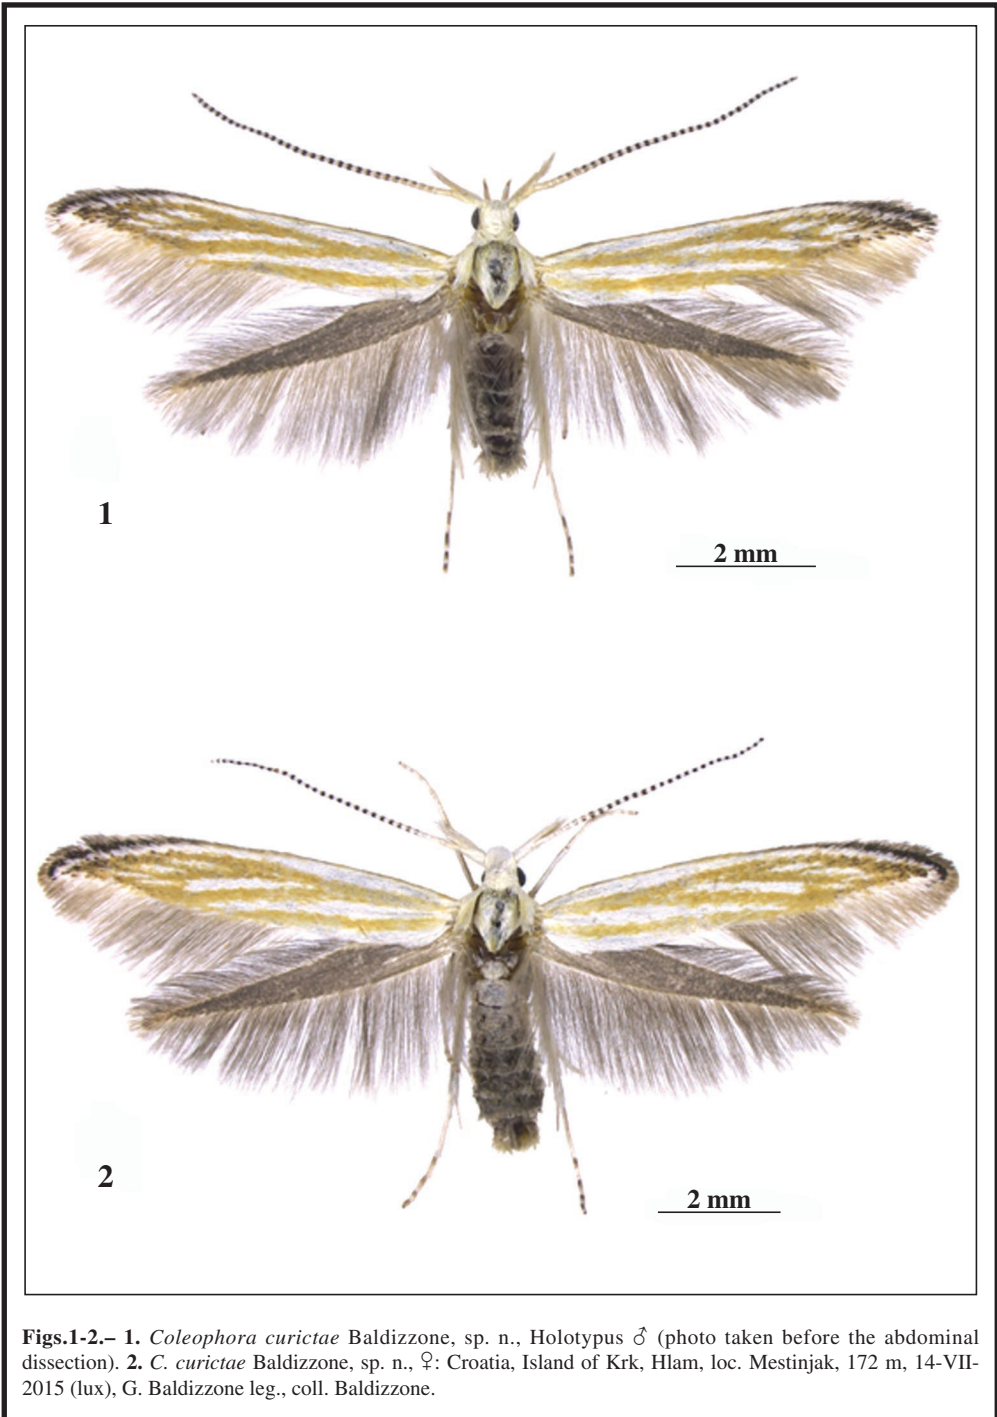 1
2 mm
2
2 mm
Figs.1-2.– 1. Coleophora curictae Baldizzone, sp. n., Holotypus ♂ (photo taken before the abdominal
dissection). 2. C. curictae Baldizzone, sp. n., ♀: Croatia, Island of Krk, Hlam, loc. Mestinjak, 172 m, 14-VII-
2015 (lux), G. Baldizzone leg., coll. Baldizzone.